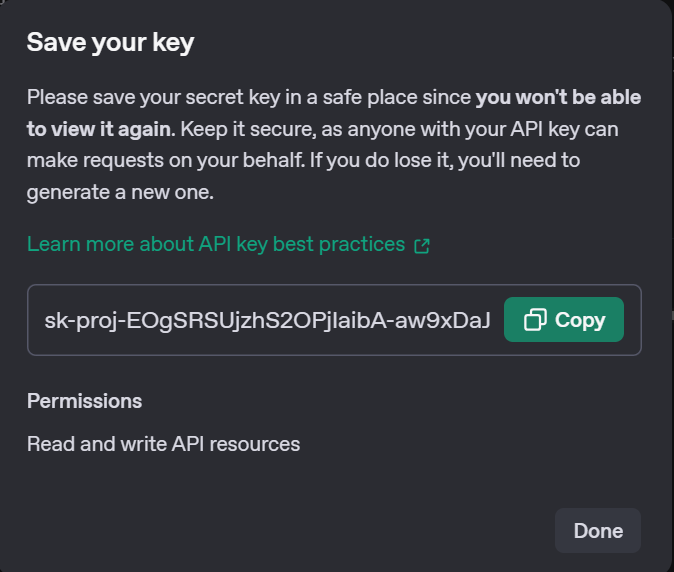 Save your key
Please save your secret key in a safe place since you won't be able
to view it again. Keep it secure, as anyone with your API key can
make requests on your behalf. If you do lose it, you'll need to
generate a new one.
Learn more about API key best practices
sk-proj-EOgSRSUjzhS2OPjIaibA-aw9xDaJ
Copy
Permissions
Read and write API resources
Done